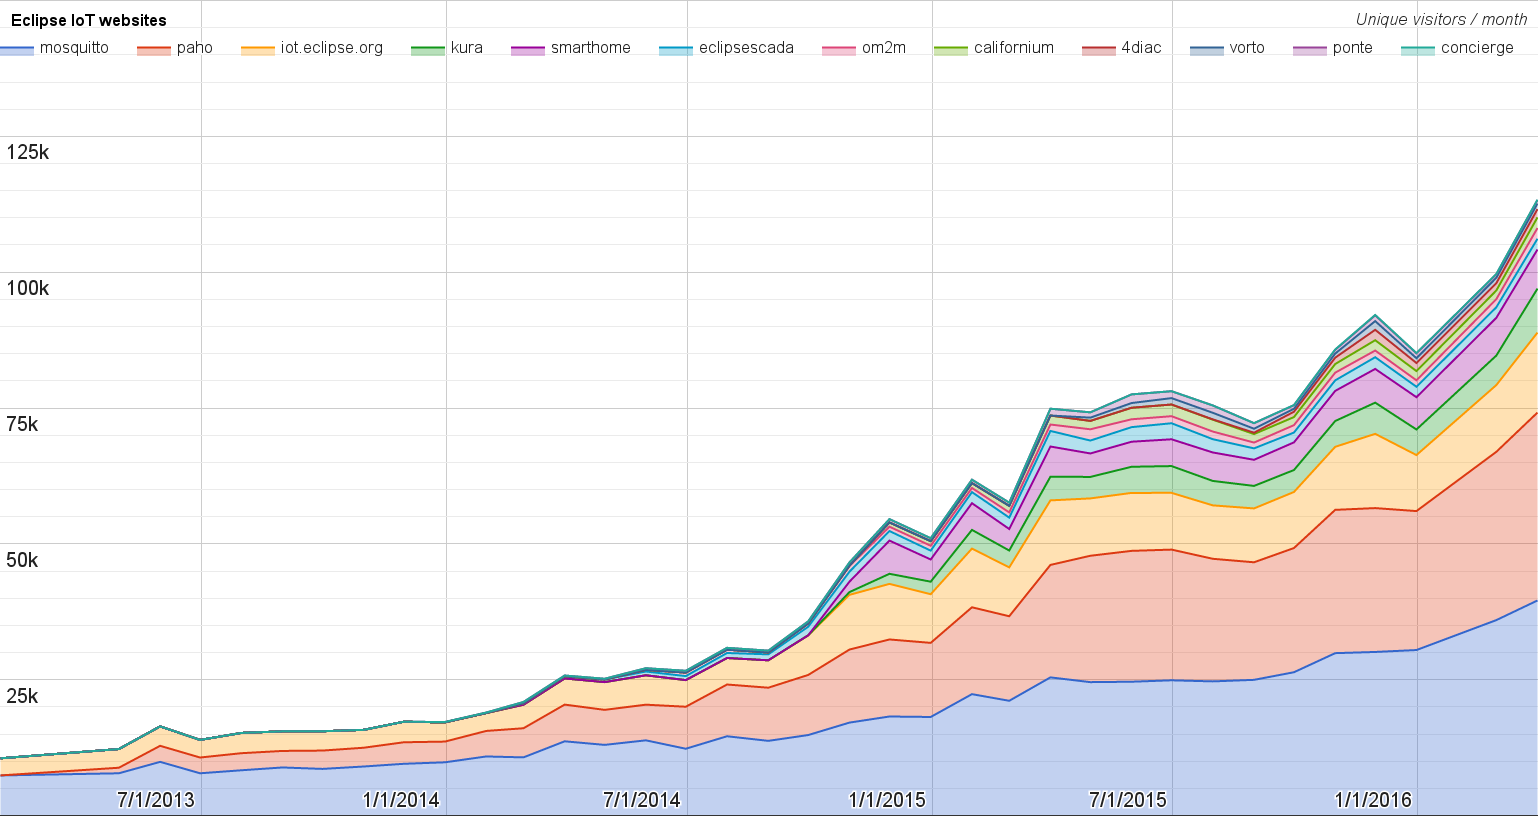 Eclipse IoT websites
Unique visitors / month
mosquitto paho iot.eclipse.org kura smarthome eclipsescada om2m californium 4diac vorto ponte concierge
125k
100k
75k
50k
25k
7/1/2013 1/1/2014 7/1/2014 1/1/2015 7/1/2015 1/1/2016